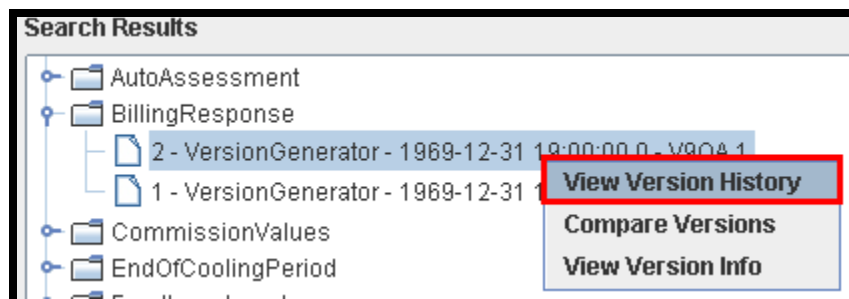 Search Results
AutoAssessment
BillingResponse
2 - VersionGenerator - 1969-12-31 19:00:00.0 - V9QA.1
View Version History
1 - VersionGenerator - 1969-12-31 1
Compare Versions
CommissionValues
View Version Info
EndOfCoolingPeriod